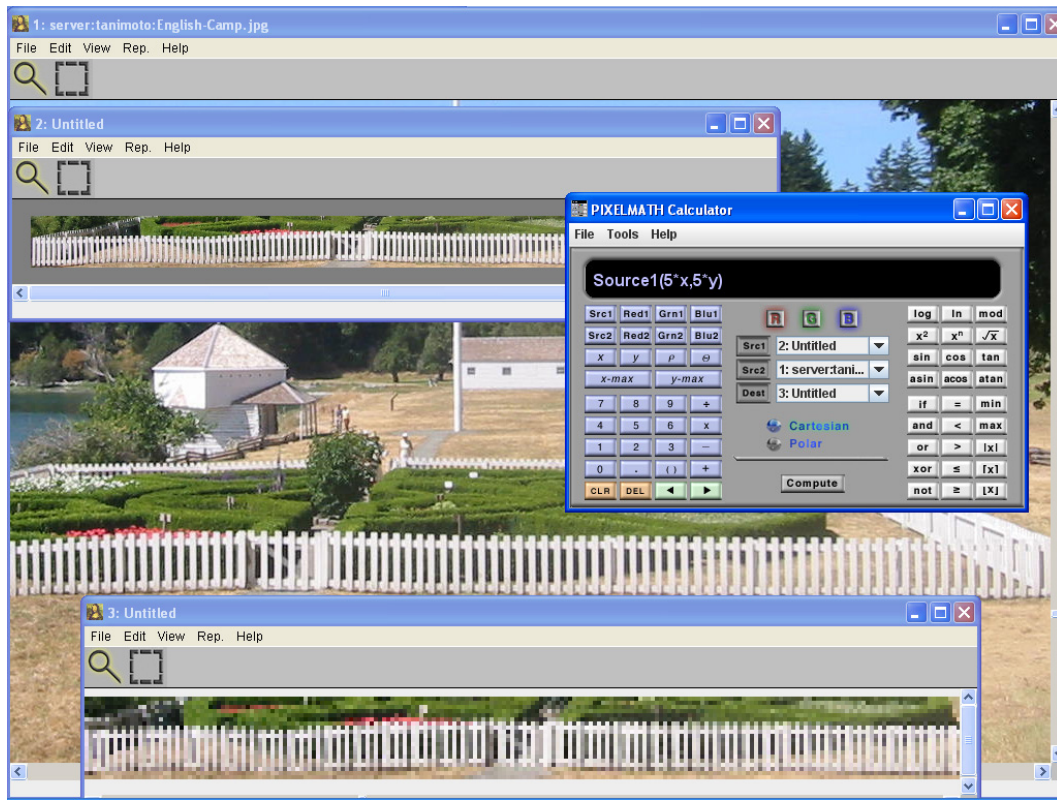 1: server:tanimoto:English-Camp.jpg
File Edit View Rep. Help
2: Untitled
File Edit View Rep. Help
PIXELMATH Calculator
File Tools Help
Source1(5*x,5*y)
Src1 Red1 Grn1 Blu1 R G B log ln mod
Src2 Red2 Grn2 Blu2 Src1 2: Untitled x² xⁿ √x
x y ρ Θ Src2 1: server:tani... sin cos tan
x-max y-max Dest 3: Untitled asin acos atan
7 8 9 ÷ if = min
4 5 6 x Cartesian and < max
1 2 3 − Polar or > |x|
0 . ( ) + xor ≤ ⌈x⌉
CLR DEL ◄ ► Compute not ≥ ⌊x⌋
3: Untitled
File Edit View Rep. Help